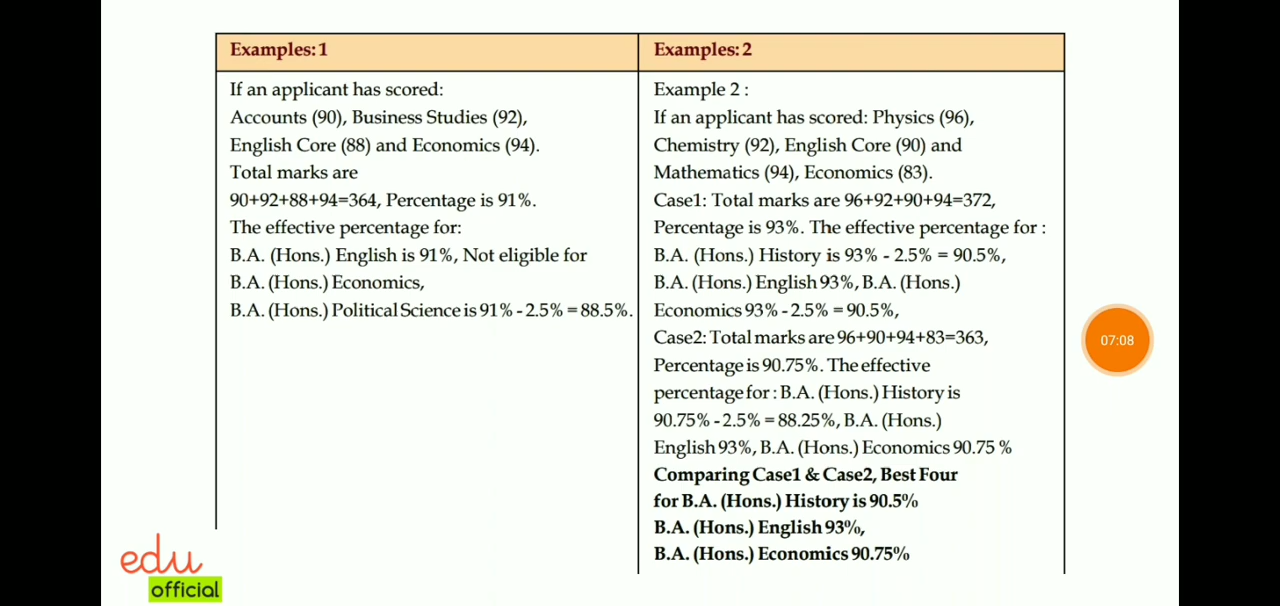 Examples: 1
If an applicant has scored:
Accounts (90), Business Studies (92),
English Core (88) and Economics (94).
Total marks are
90+92+88+94=364, Percentage is 91%.
The effective percentage for:
B.A. (Hons.) English is 91%, Not eligible for
B.A. (Hons.) Economics,
B.A. (Hons.) Political Science is 91% - 2.5% = 88.5%.
Examples: 2
Example 2 :
If an applicant has scored: Physics (96),
Chemistry (92), English Core (90) and
Mathematics (94), Economics (83).
Case1: Total marks are 96+92+90+94=372,
Percentage is 93%. The effective percentage for :
B.A. (Hons.) History is 93% - 2.5% = 90.5%,
B.A. (Hons.) English 93%, B.A. (Hons.)
Economics 93% - 2.5% = 90.5%,
Case2: Total marks are 96+90+94+83=363,
Percentage is 90.75%. The effective
percentage for : B.A. (Hons.) History is
90.75% - 2.5% = 88.25%, B.A. (Hons.)
English 93%, B.A. (Hons.) Economics 90.75 %
Comparing Case1 & Case2, Best Four
for B.A. (Hons.) History is 90.5%
B.A. (Hons.) English 93%,
B.A. (Hons.) Economics 90.75%
07:08
edu
official